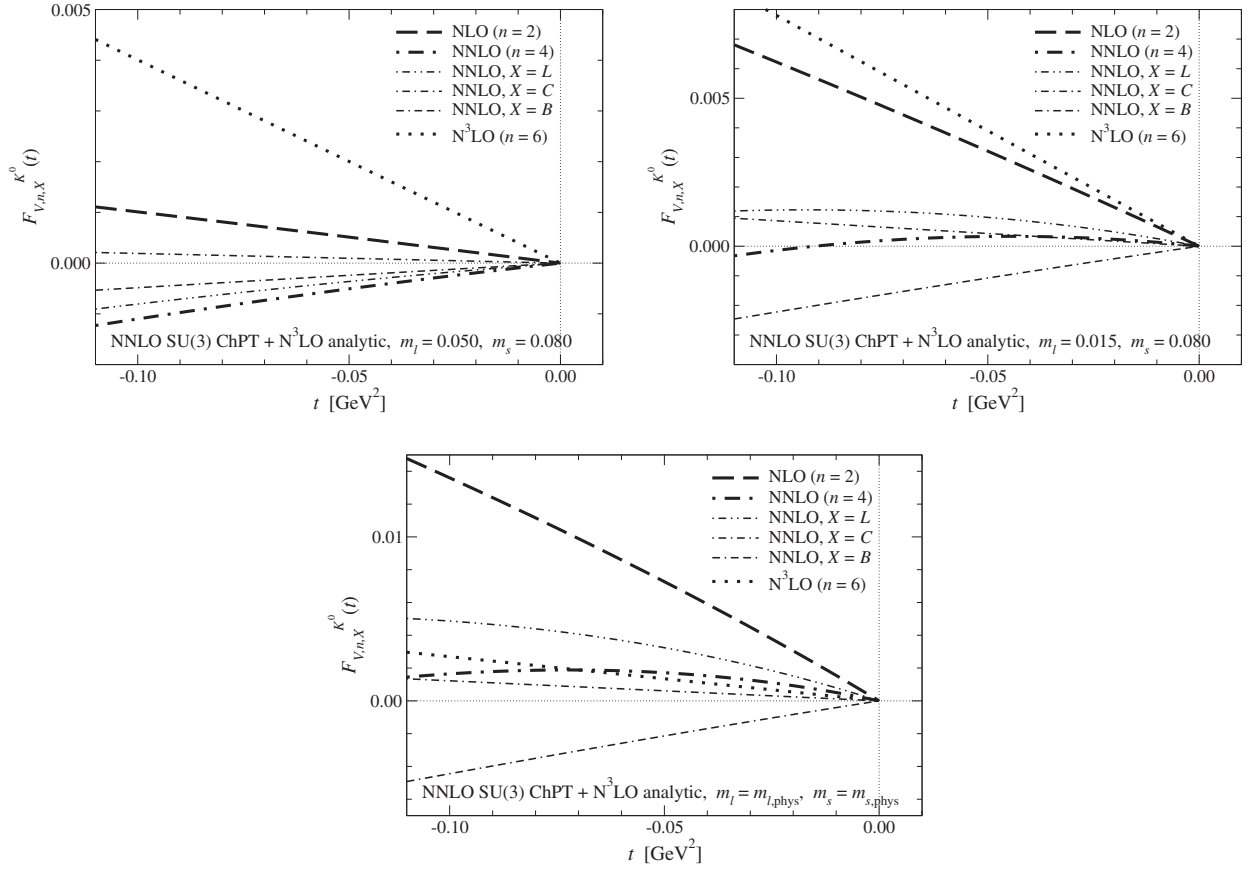 0.005
0.000
-0.10
-0.05
0.00
F_{V,n,X}^{K^0}(t)
t [GeV²]
NLO (n = 2)
NNLO (n = 4)
NNLO, X = L
NNLO, X = C
NNLO, X = B
N³LO (n = 6)
NNLO SU(3) ChPT + N³LO analytic, m_l = 0.050, m_s = 0.080
0.005
0.000
-0.10
-0.05
0.00
F_{V,n,X}^{K^0}(t)
t [GeV²]
NLO (n = 2)
NNLO (n = 4)
NNLO, X = L
NNLO, X = C
NNLO, X = B
N³LO (n = 6)
NNLO SU(3) ChPT + N³LO analytic, m_l = 0.015, m_s = 0.080
0.01
0.00
-0.10
-0.05
0.00
F_{V,n,X}^{K^0}(t)
t [GeV²]
NLO (n = 2)
NNLO (n = 4)
NNLO, X = L
NNLO, X = C
NNLO, X = B
N³LO (n = 6)
NNLO SU(3) ChPT + N³LO analytic, m_l = m_{l,phys}, m_s = m_{s,phys}